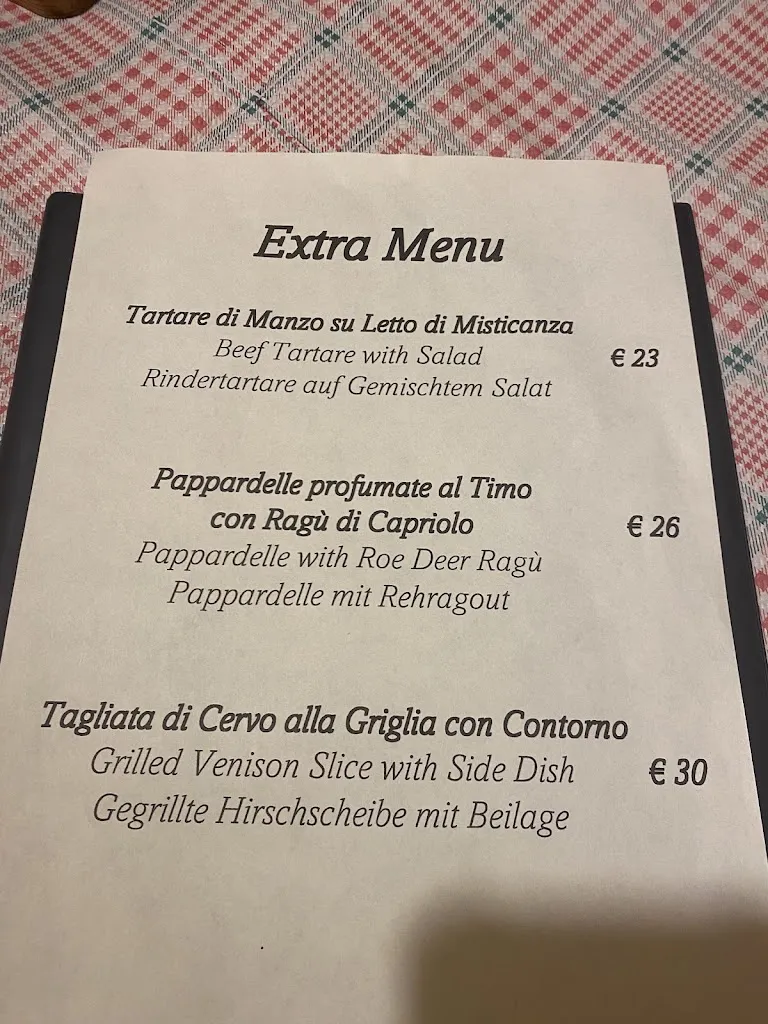 Extra Menu
Tartare di Manzo su Letto di Misticanza
Beef Tartare with Salad
€ 23
Rindertartare auf Gemischtem Salat
Pappardelle profumate al Timo
con Ragù di Capriolo
€ 26
Pappardelle with Roe Deer Ragù
Pappardelle mit Rehragout
Tagliata di Cervo alla Griglia con Contorno
Grilled Venison Slice with Side Dish
€ 30
Gegrillte Hirschscheibe mit Beilage